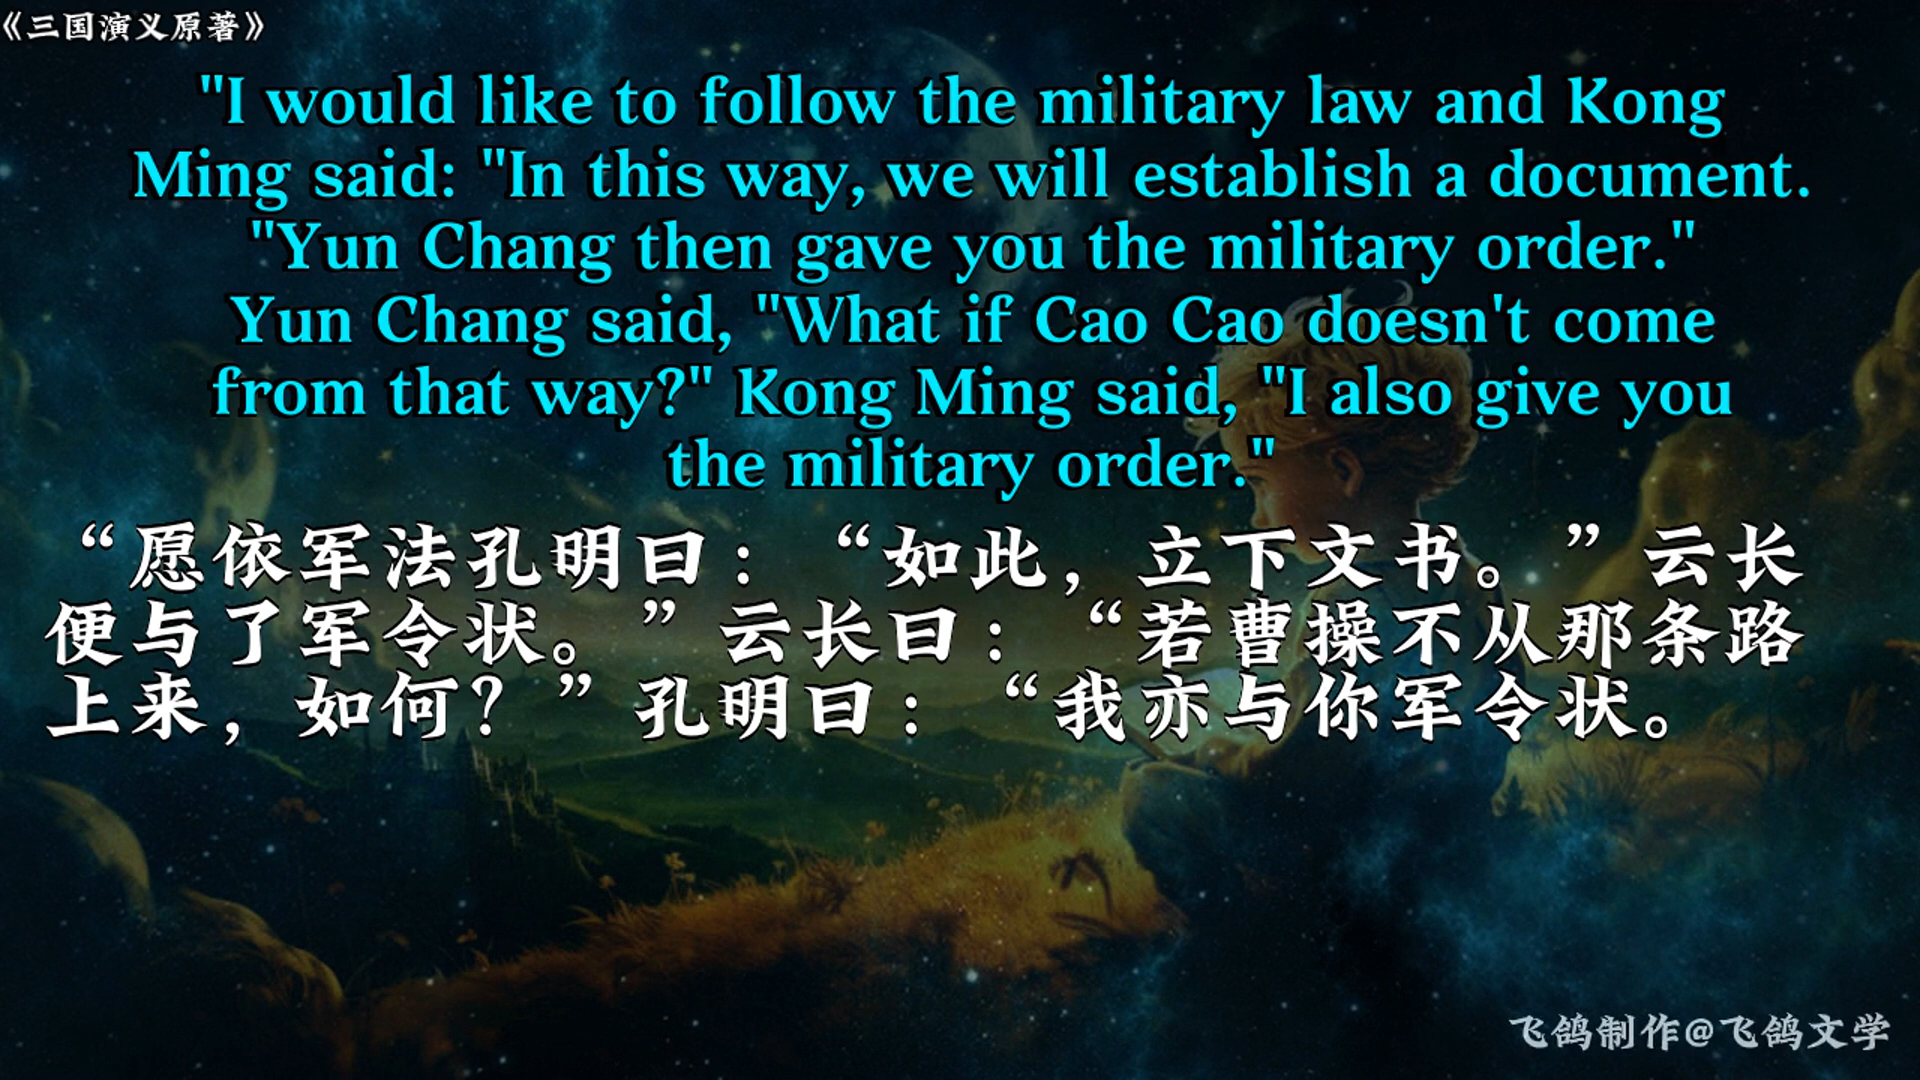 《三国演义原著》
"I would like to follow the military law and Kong
Ming said: "In this way, we will establish a document.
"Yun Chang then gave you the military order."
Yun Chang said, "What if Cao Cao doesn't come
from that way?" Kong Ming said, "I also give you
the military order."
“愿依军法孔明曰：“如此，立下文书。”云长
便与了军令状。”云长曰：“若曹操不从那条路
上来，如何？”孔明曰：“我亦与你军令状。
飞鸽制作@飞鸽文学